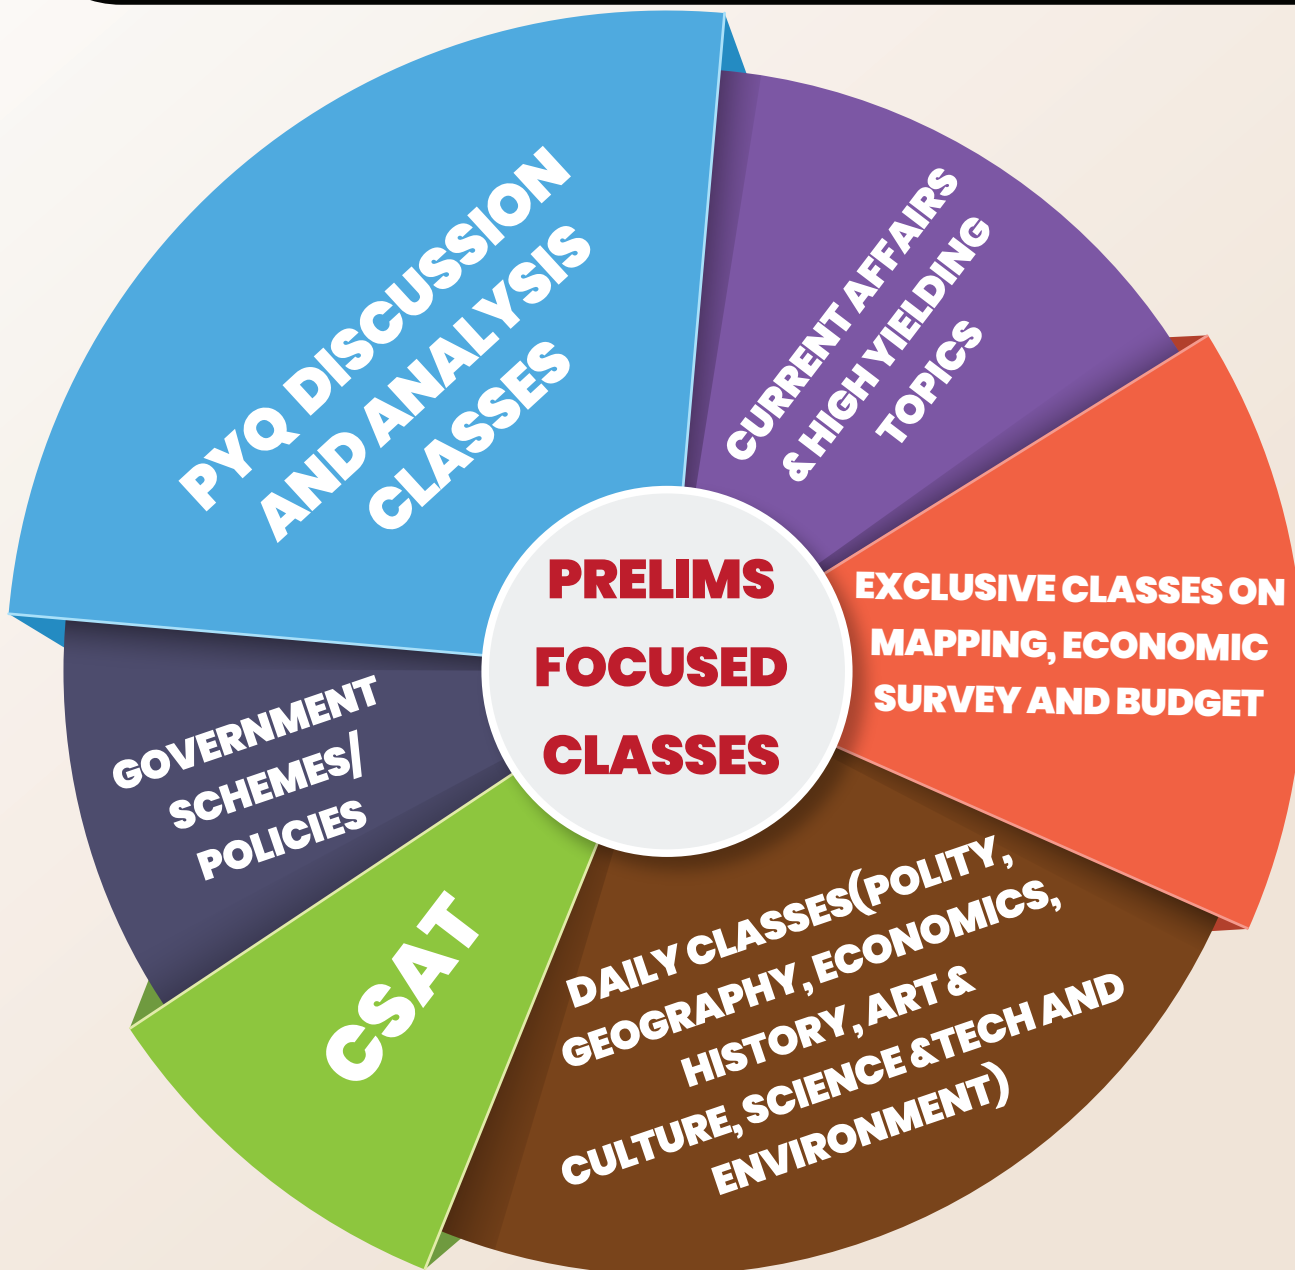 PYQ DISCUSSION
AND ANALYSIS
CLASSES
CURRENT AFFAIRS
& HIGH YIELDING
TOPICS
EXCLUSIVE CLASSES ON
MAPPING, ECONOMIC
SURVEY AND BUDGET
PRELIMS
FOCUSED
CLASSES
GOVERNMENT
SCHEMES/
POLICIES
CSAT
DAILY CLASSES(POLITY,
GEOGRAPHY, ECONOMICS,
HISTORY, ART &
CULTURE, SCIENCE &TECH AND
ENVIRONMENT)